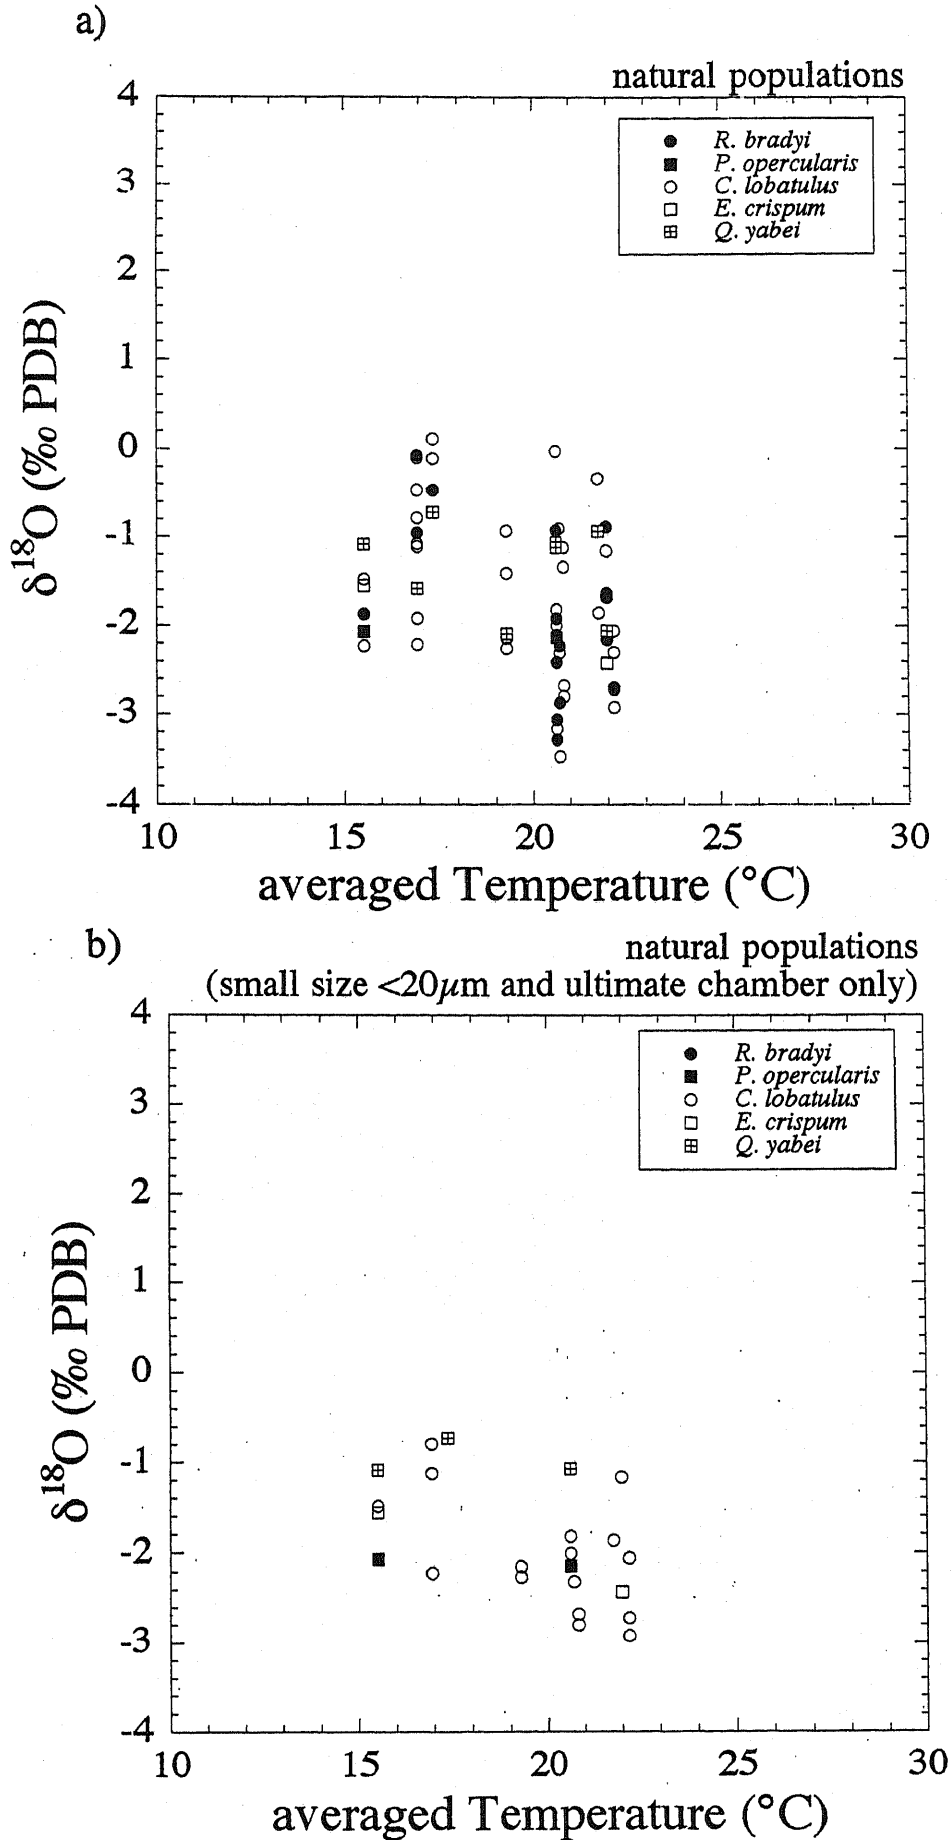 a)
natural populations
R. bradyi
P. opercularis
C. lobatulus
E. crispum
Q. yabei
4
3
2
1
0
-1
-2
-3
-4
δ¹⁸O (‰ PDB)
10 15 20 25 30
averaged Temperature (°C)
b)
natural populations
(small size <20μm and ultimate chamber only)
R. bradyi
P. opercularis
C. lobatulus
E. crispum
Q. yabei
4
3
2
1
0
-1
-2
-3
-4
δ¹⁸O (‰ PDB)
10 15 20 25 30
averaged Temperature (°C)